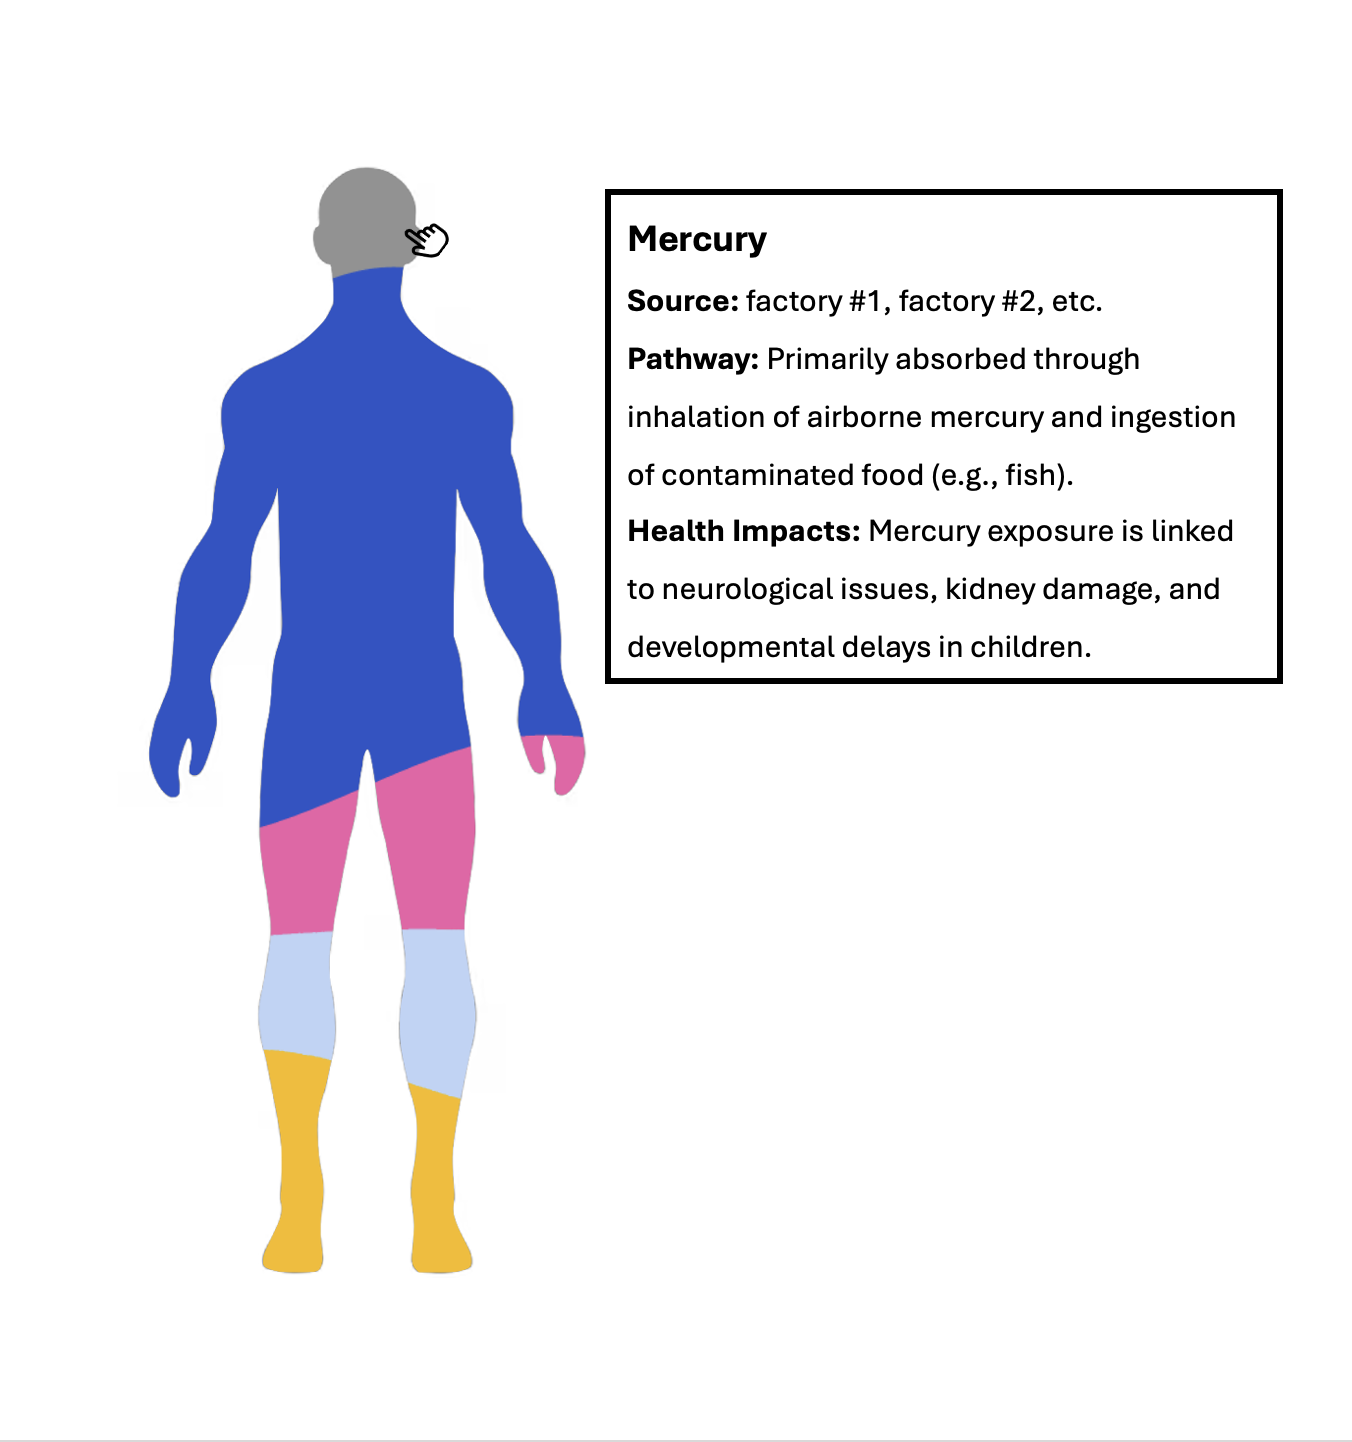 Mercury
Source: factory #1, factory #2, etc.
Pathway: Primarily absorbed through
inhalation of airborne mercury and ingestion
of contaminated food (e.g., fish).
Health Impacts: Mercury exposure is linked
to neurological issues, kidney damage, and
developmental delays in children.